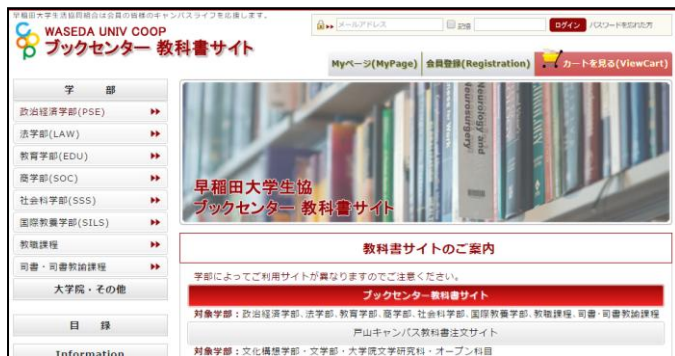 早稲田大学生活協同組合は会員の皆様のキャンパスライフを応援します。
WASEDA UNIV COOP
ブックセンター 教科書サイト
メールアドレス
記憶
ログイン
パスワードを忘れた方
Myページ(MyPage)
会員登録(Registration)
カートを見る(ViewCart)
学 部
政治経済学部(PSE)
法学部(LAW)
教育学部(EDU)
商学部(SOC)
社会科学部(SSS)
国際教養学部(SILS)
教職課程
司書・司書教諭課程
大学院・その他
目 録
Information
Neurology and
Neurosurgery
早稲田大学生協
ブックセンター 教科書サイト
教科書サイトのご案内
学部によってご利用サイトが異なりますのでご注意ください。
ブックセンター教科書サイト
対象学部：政治経済学部、法学部、教育学部、商学部、社会科学部、国際教養学部、教職課程、司書・司書教諭課程
戸山キャンパス教科書注文サイト
対象学部：文化構想学部・文学部・大学院文学研究科・オープン科目